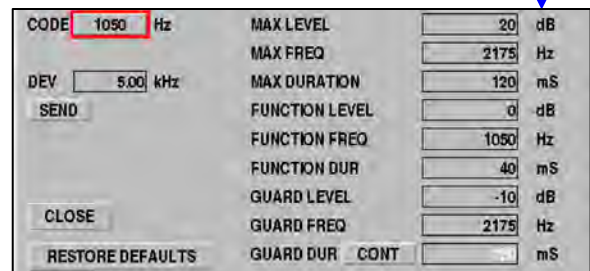 CODE 1050 Hz MAX LEVEL 20 dB
MAX FREQ 2175 Hz
DEV 5.00 kHz MAX DURATION 120 mS
SEND FUNCTION LEVEL 0 dB
FUNCTION FREQ 1050 Hz
FUNCTION DUR 40 mS
GUARD LEVEL -10 dB
CLOSE GUARD FREQ 2175 Hz
RESTORE DEFAULTS GUARD DUR CONT mS